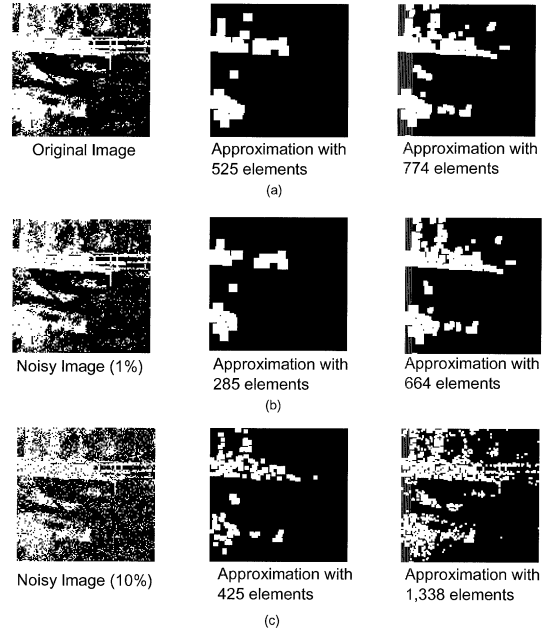 Original Image
Approximation with
525 elements
Approximation with
774 elements
(a)
Noisy Image (1%)
Approximation with
285 elements
Approximation with
664 elements
(b)
Noisy Image (10%)
Approximation with
425 elements
Approximation with
1,338 elements
(c)